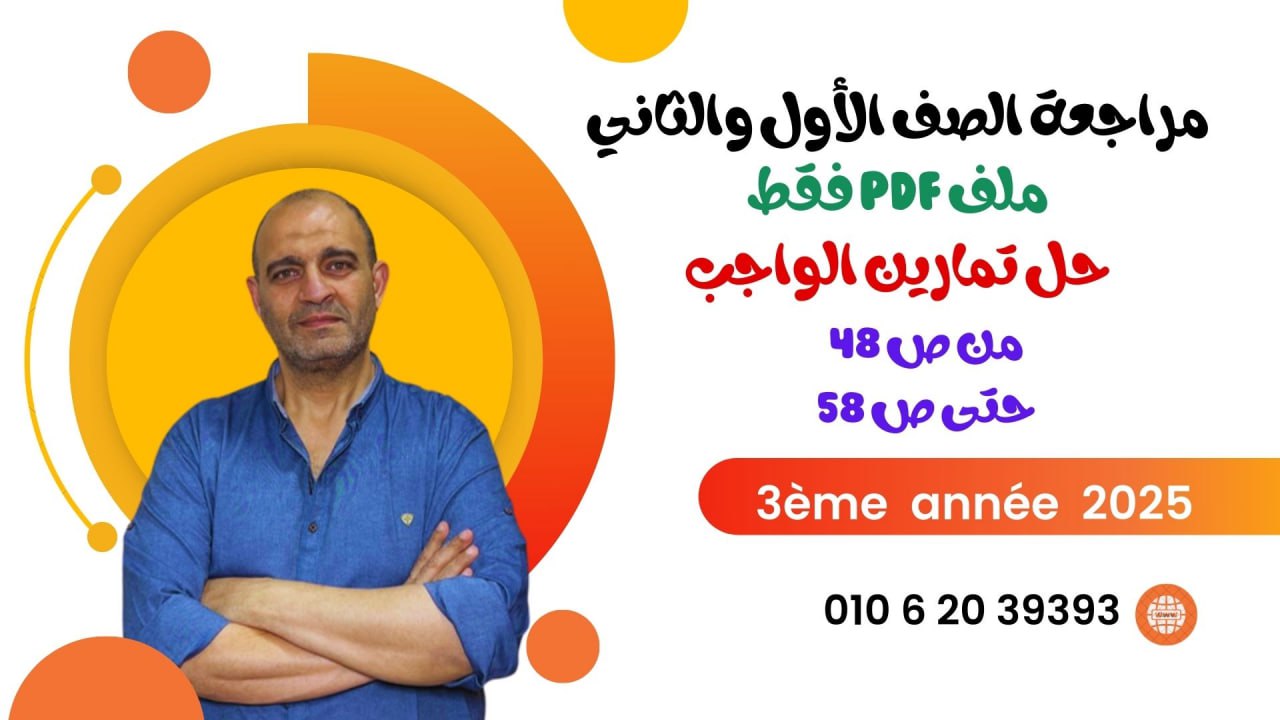 مراجعة الصف الأول والثاني
ملف PDF فقط
حل تمارين الواجب
من ص 48
حتى ص 58
3ème année 2025
010 6 20 39393